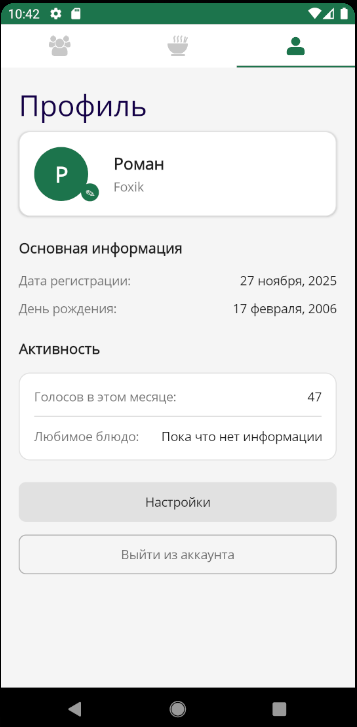 10:42
Профиль
Р
Роман
Foxik
Основная информация
Дата регистрации: 27 ноября, 2025
День рождения: 17 февраля, 2006
Активность
Голосов в этом месяце: 47
Любимое блюдо: Пока что нет информации
Настройки
Выйти из аккаунта